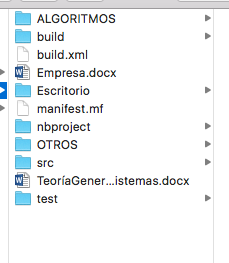 ALGORITMOS
build
build.xml
Empresa.docx
Escritorio
manifest.mf
nbproject
OTROS
src
TeoríaGener...istemas.docx
test